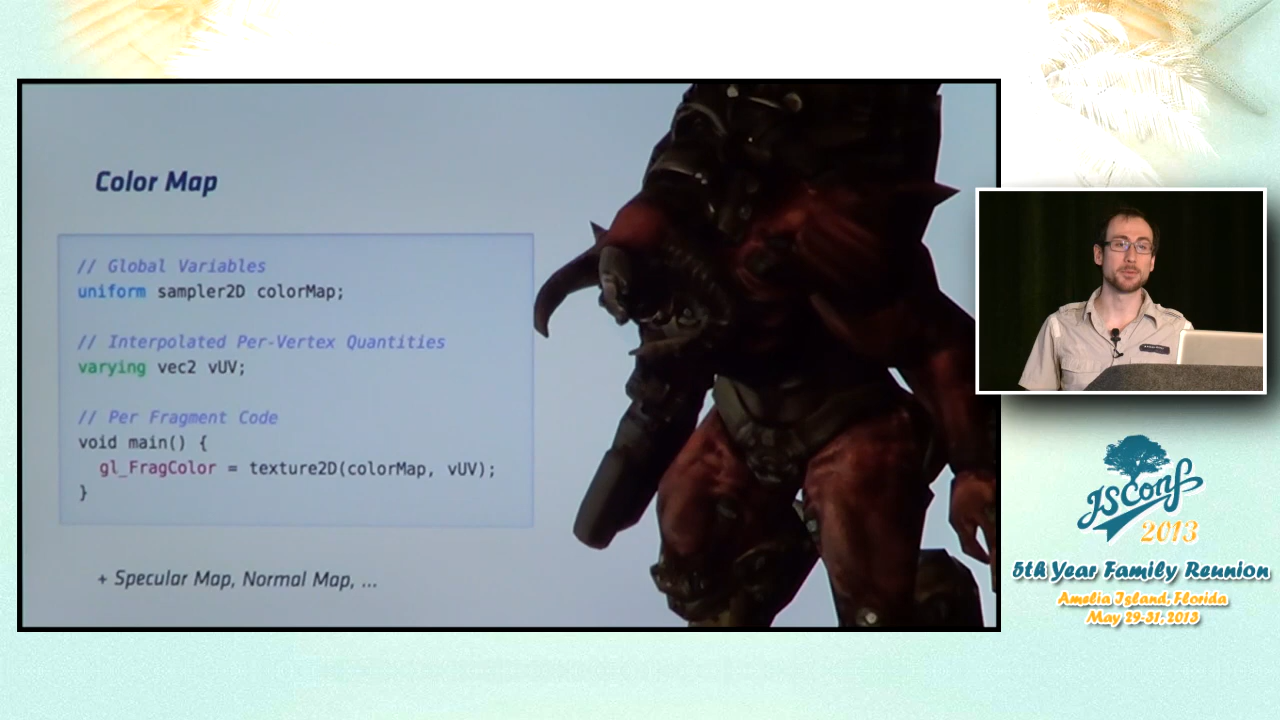 Color Map
// Global Variables
uniform sampler2D colorMap;
// Interpolated Per-Vertex Quantities
varying vec2 vUV;
// Per Fragment Code
void main() {
gl_FragColor = texture2D(colorMap, vUV);
}
+ Specular Map, Normal Map, ...
JSConf
2013
5th Year Family Reunion
Amelia Island, Florida
May 29-31, 2013